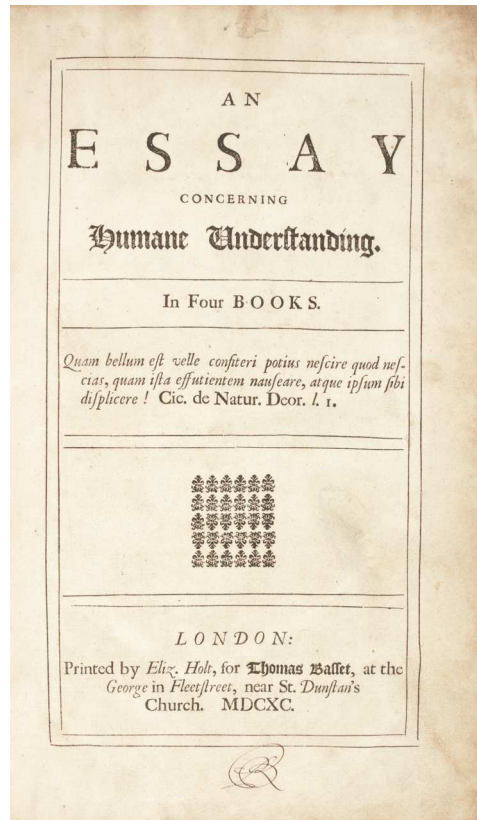 AN
ESSAY
CONCERNING
Humane Understanding.
In Four BOOKS.
Quam bellum eſt velle confiteri potius neſcire quod neſ-
cias, quam iſta effutientem nauſeare, atque ipſum ſibi
diſplicere ! Cic. de Natur. Deor. l. 1.
LONDON:
Printed by Eliz. Holt, for Thomas Baſſet, at the
George in Fleetſtreet, near St. Dunſtan's
Church. MDCXC.